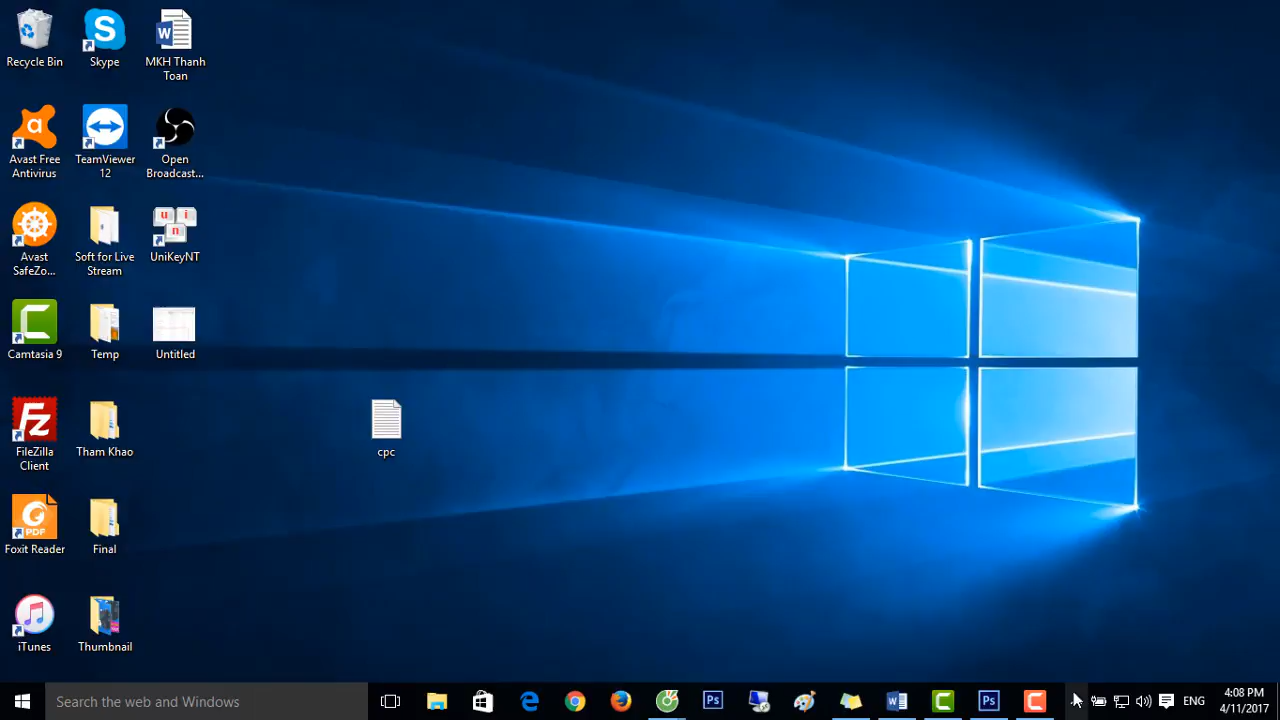 Recycle Bin
Skype
MKH Thanh
Toan
Avast Free
Antivirus
TeamViewer
12
Open
Broadcast...
Avast
SafeZo...
Soft for Live
Stream
UniKeyNT
Camtasia 9
Temp
Untitled
FileZilla
Client
Tham Khao
cpc
Foxit Reader
Final
iTunes
Thumbnail
Search the web and Windows
ENG
4:08 PM
4/11/2017